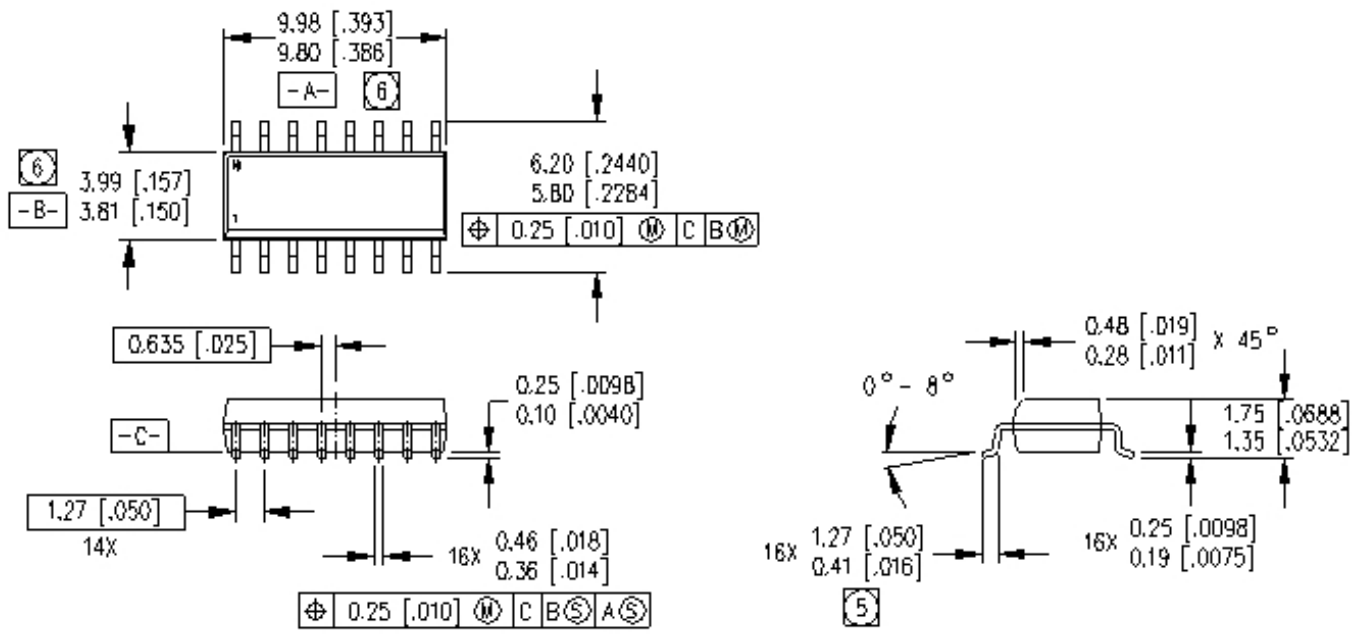 9.98 [.393]
9.80 [.386]
-A- 6
6
3.99 [.157]
-B- 3.81 [.150]
1
6.20 [.2440]
5.80 [.2284]
⌖ 0.25 [.010] Ⓜ C B Ⓜ
0.635 [.025]
0.25 [.0098]
0.10 [.0040]
-C-
1.27 [.050]
14X
16X 0.46 [.018]
0.36 [.014]
⌖ 0.25 [.010] Ⓜ C B Ⓢ A Ⓢ
0.48 [.019]
0.28 [.011] X 45°
0° - 8°
1.75 [.0688]
1.35 [.0532]
16X 1.27 [.050]
0.41 [.016]
5
16X 0.25 [.0098]
0.19 [.0075]